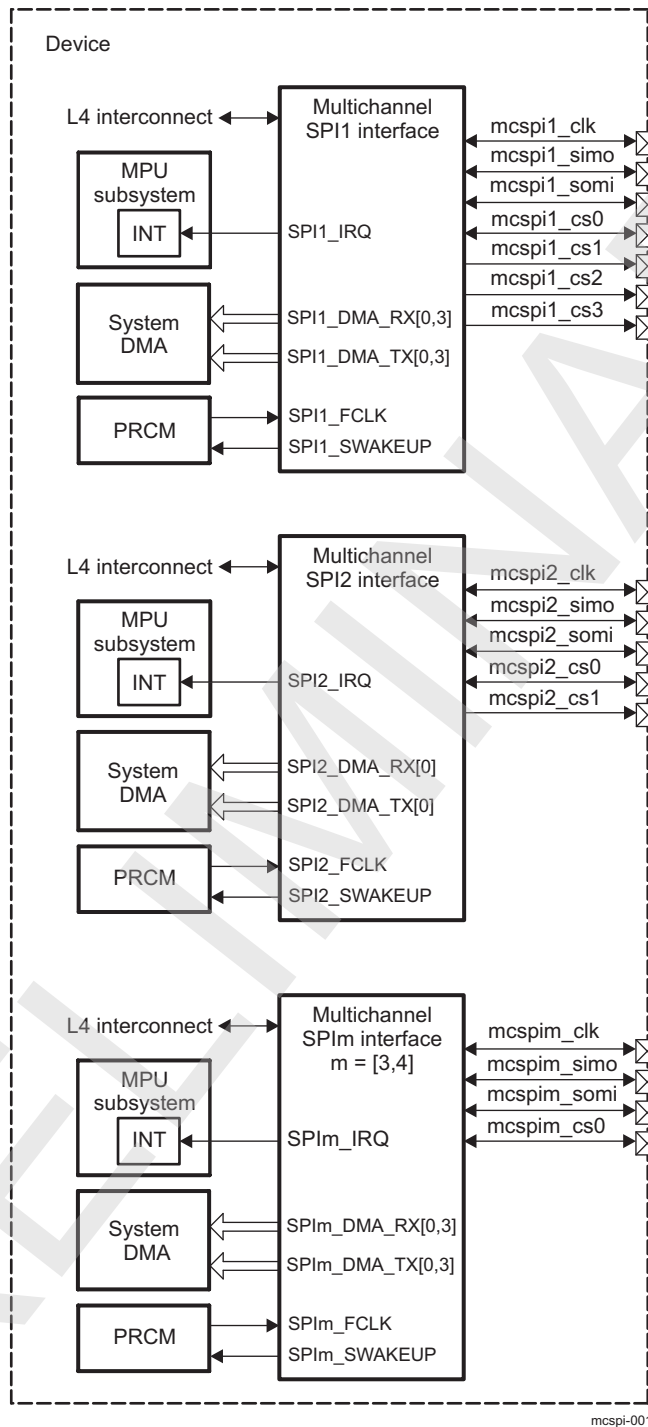 Device
L4 interconnect
Multichannel
SPI1 interface
MPU
subsystem
INT
SPI1_IRQ
System
DMA
SPI1_DMA_RX[0,3]
SPI1_DMA_TX[0,3]
PRCM
SPI1_FCLK
SPI1_SWAKEUP
mcspi1_clk
mcspi1_simo
mcspi1_somi
mcspi1_cs0
mcspi1_cs1
mcspi1_cs2
mcspi1_cs3
L4 interconnect
Multichannel
SPI2 interface
MPU
subsystem
INT
SPI2_IRQ
System
DMA
SPI2_DMA_RX[0]
SPI2_DMA_TX[0]
PRCM
SPI2_FCLK
SPI2_SWAKEUP
mcspi2_clk
mcspi2_simo
mcspi2_somi
mcspi2_cs0
mcspi2_cs1
L4 interconnect
Multichannel
SPIm interface
m = [3,4]
MPU
subsystem
INT
SPIm_IRQ
System
DMA
SPIm_DMA_RX[0,3]
SPIm_DMA_TX[0,3]
PRCM
SPIm_FCLK
SPIm_SWAKEUP
mcspim_clk
mcspim_simo
mcspim_somi
mcspim_cs0
mcspi-001